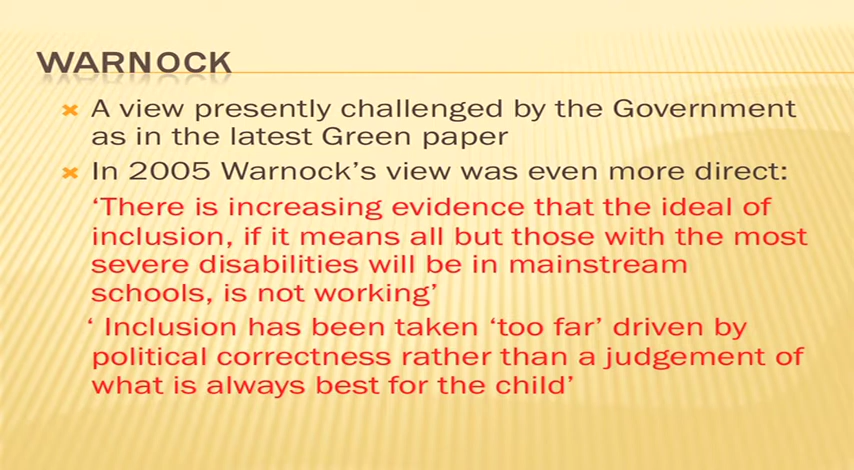 WARNOCK
A view presently challenged by the Government
as in the latest Green paper
In 2005 Warnock’s view was even more direct:
‘There is increasing evidence that the ideal of
inclusion, if it means all but those with the most
severe disabilities will be in mainstream
schools, is not working’
‘ Inclusion has been taken ‘too far’ driven by
political correctness rather than a judgement of
what is always best for the child’